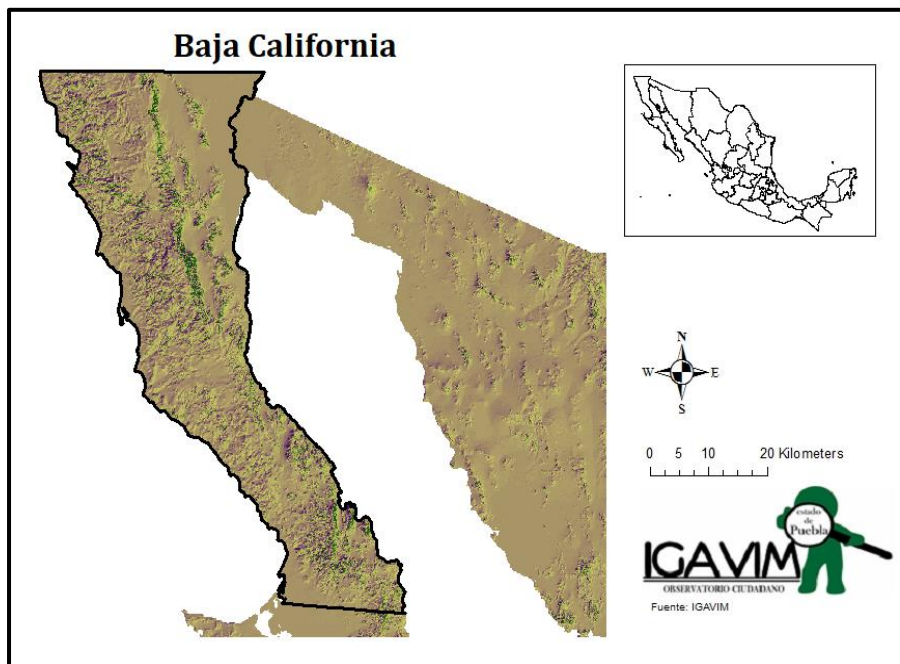 Baja California
N
W E
S
0 5 10 20 Kilometers
estado
de
Puebla
IGAVIM
OBSERVATORIO CIUDADANO
Fuente: IGAVIM